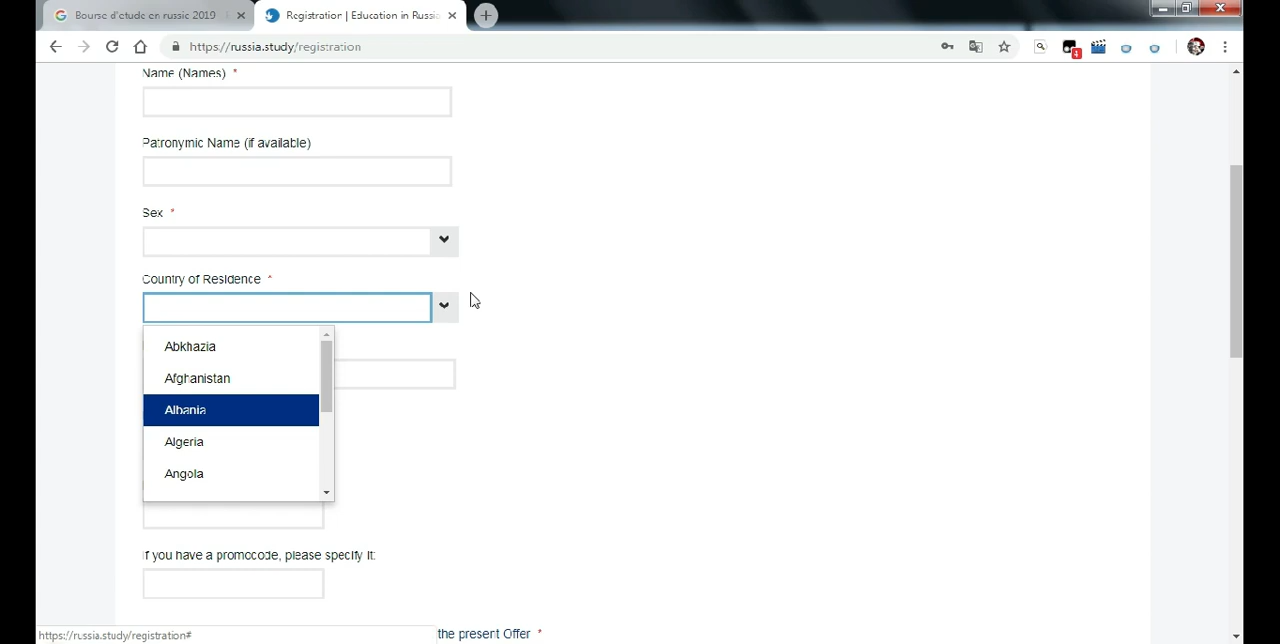 Bourse d'etude en russie 2019
Registration | Education in Russia
https://russia.study/registration
4
Name (Names) *
Patronymic Name (if available)
Sex *
Country of Residence *
Abkhazia
Afghanistan
Albania
Algeria
Angola
If you have a promocode, please specify it:
https://russia.study/registration#
the present Offer *